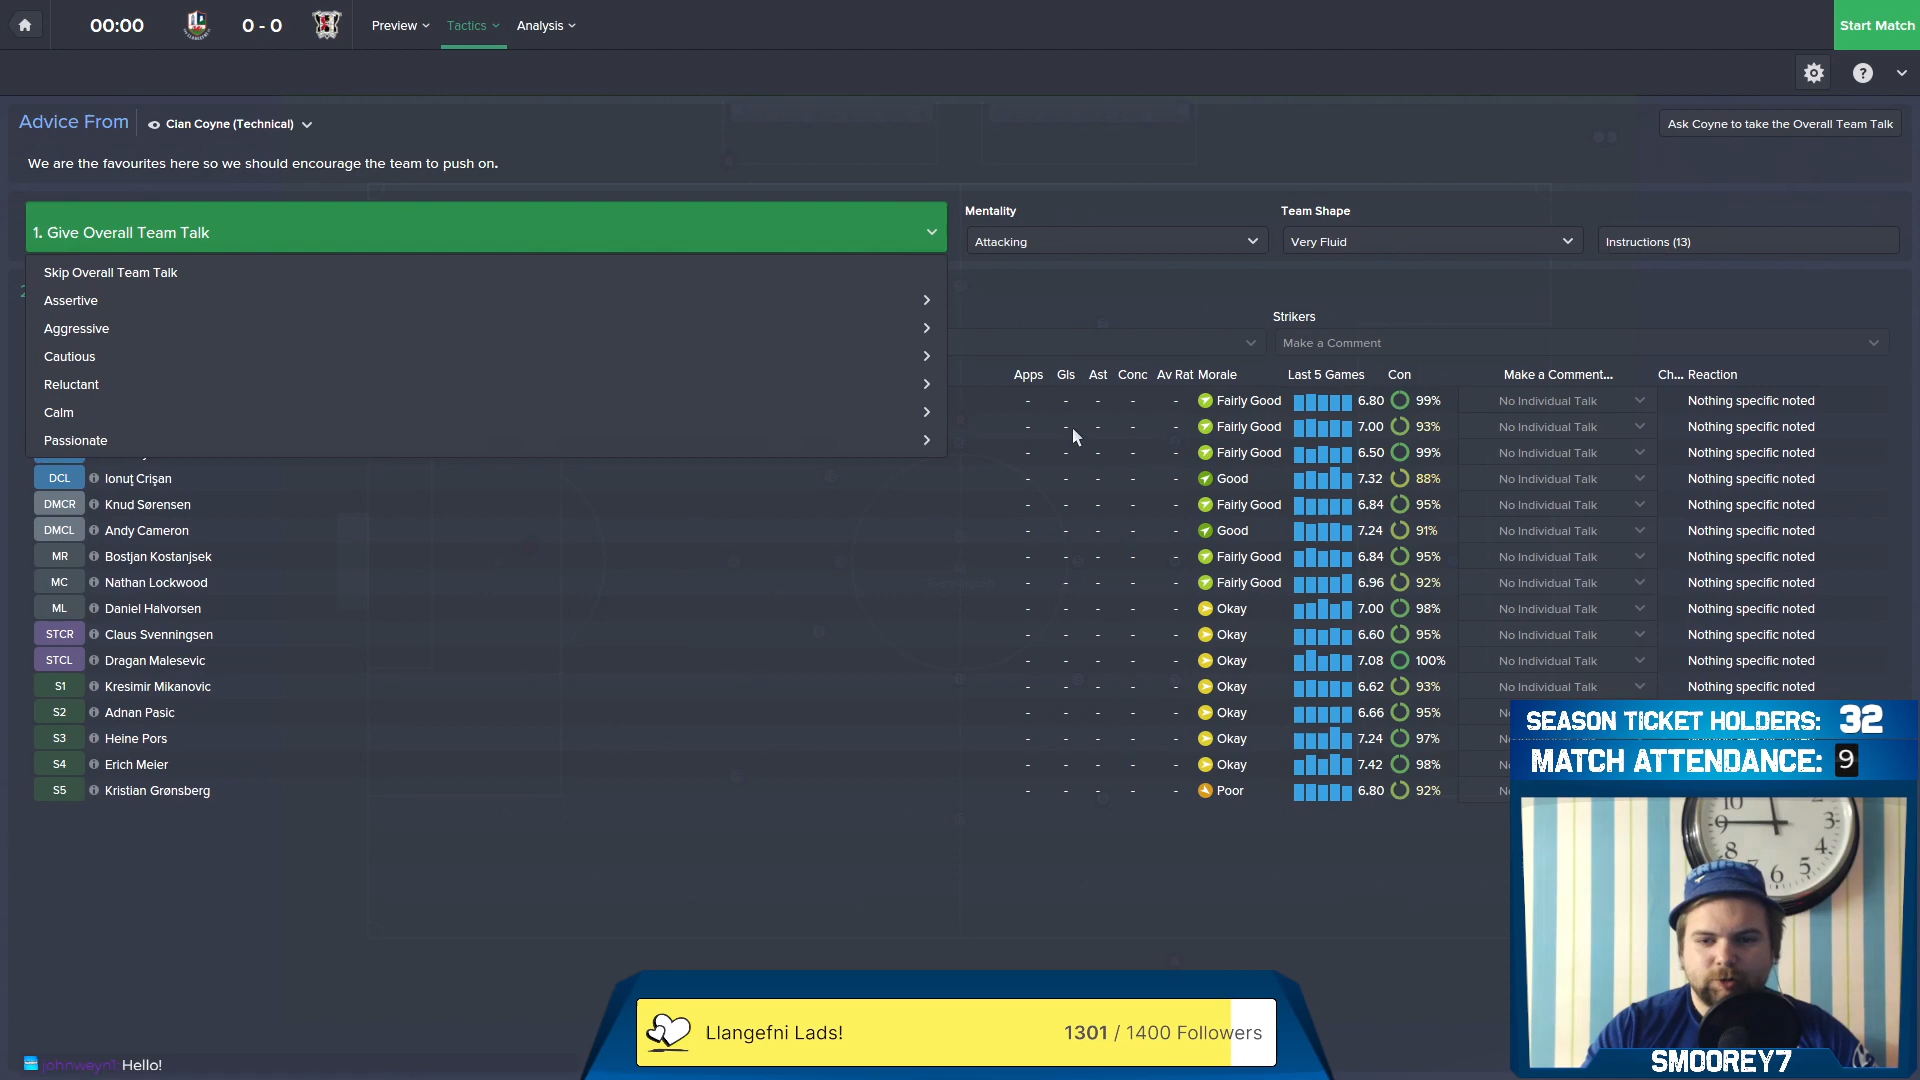 00:00 0 - 0 Preview Tactics Analysis Start Match
Advice From Cian Coyne (Technical) Ask Coyne to take the Overall Team Talk
We are the favourites here so we should encourage the team to push on.
1. Give Overall Team Talk
Mentality Team Shape
Attacking Very Fluid Instructions (13)
Skip Overall Team Talk
Assertive
Aggressive
Cautious
Reluctant
Calm
Passionate
Strikers
Make a Comment
Apps Gls Ast Conc Av Rat Morale Last 5 Games Con Make a Comment... Ch... Reaction
- - - - - Fairly Good 6.80 99% No Individual Talk Nothing specific noted
- - - - - Fairly Good 7.00 93% No Individual Talk Nothing specific noted
- - - - - Fairly Good 6.50 99% No Individual Talk Nothing specific noted
DCL Ionuţ Crişan - - - - - Good 7.32 88% No Individual Talk Nothing specific noted
DMCR Knud Sørensen - - - - - Fairly Good 6.84 95% No Individual Talk Nothing specific noted
DMCL Andy Cameron - - - - - Good 7.24 91% No Individual Talk Nothing specific noted
MR Bostjan Kostanjsek - - - - - Fairly Good 6.84 95% No Individual Talk Nothing specific noted
MC Nathan Lockwood - - - - - Fairly Good 6.96 92% No Individual Talk Nothing specific noted
ML Daniel Halvorsen - - - - - Okay 7.00 98% No Individual Talk Nothing specific noted
STCR Claus Svenningsen - - - - - Okay 6.60 95% No Individual Talk Nothing specific noted
STCL Dragan Malesevic - - - - - Okay 7.08 100% No Individual Talk Nothing specific noted
S1 Kresimir Mikanovic - - - - - Okay 6.62 93% No Individual Talk Nothing specific noted
S2 Adnan Pasic - - - - - Okay 6.66 95%
S3 Heine Pors - - - - - Okay 7.24 97%
S4 Erich Meier - - - - - Okay 7.42 98%
S5 Kristian Grønsberg - - - - - Poor 6.80 92%
SEASON TICKET HOLDERS: 32
MATCH ATTENDANCE: 9
10 9 8 7 6 5 4 3
Llangefni Lads! 1301 / 1400 Followers
johnweyn1: Hello!
SMOOREY7